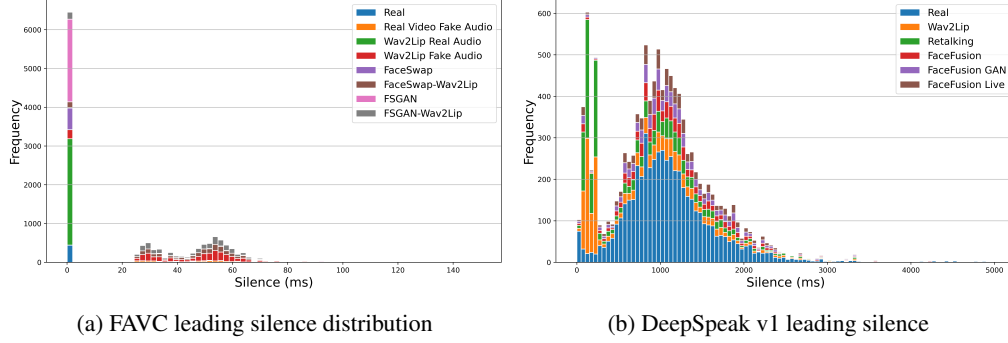 6000
5000
4000
3000
2000
1000
0
Frequency
0
20
40
60
80
100
120
140
Silence (ms)
Real
Real Video Fake Audio
Wav2Lip Real Audio
Wav2Lip Fake Audio
FaceSwap
FaceSwap-Wav2Lip
FSGAN
FSGAN-Wav2Lip
(a) FAVC leading silence distribution
600
500
400
300
200
100
0
Frequency
0
1000
2000
3000
4000
5000
Silence (ms)
Real
Wav2Lip
Retalking
FaceFusion
FaceFusion GAN
FaceFusion Live
(b) DeepSpeak v1 leading silence